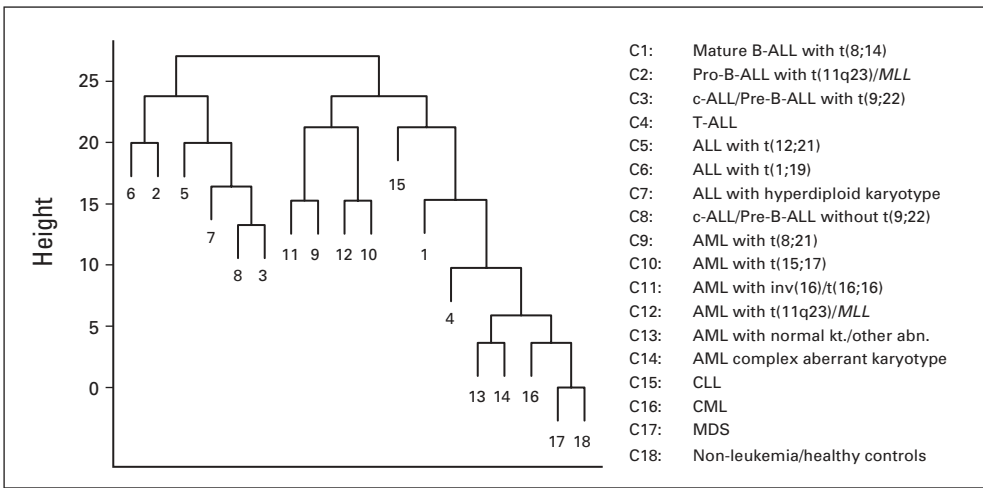 Height
25
20
15
10
5
0
6 2 5 7 8 3 11 9 12 10 15 1 4 13 14 16 17 18
C1: Mature B-ALL with t(8;14)
C2: Pro-B-ALL with t(11q23)/MLL
C3: c-ALL/Pre-B-ALL with t(9;22)
C4: T-ALL
C5: ALL with t(12;21)
C6: ALL with t(1;19)
C7: ALL with hyperdiploid karyotype
C8: c-ALL/Pre-B-ALL without t(9;22)
C9: AML with t(8;21)
C10: AML with t(15;17)
C11: AML with inv(16)/t(16;16)
C12: AML with t(11q23)/MLL
C13: AML with normal kt./other abn.
C14: AML complex aberrant karyotype
C15: CLL
C16: CML
C17: MDS
C18: Non-leukemia/healthy controls